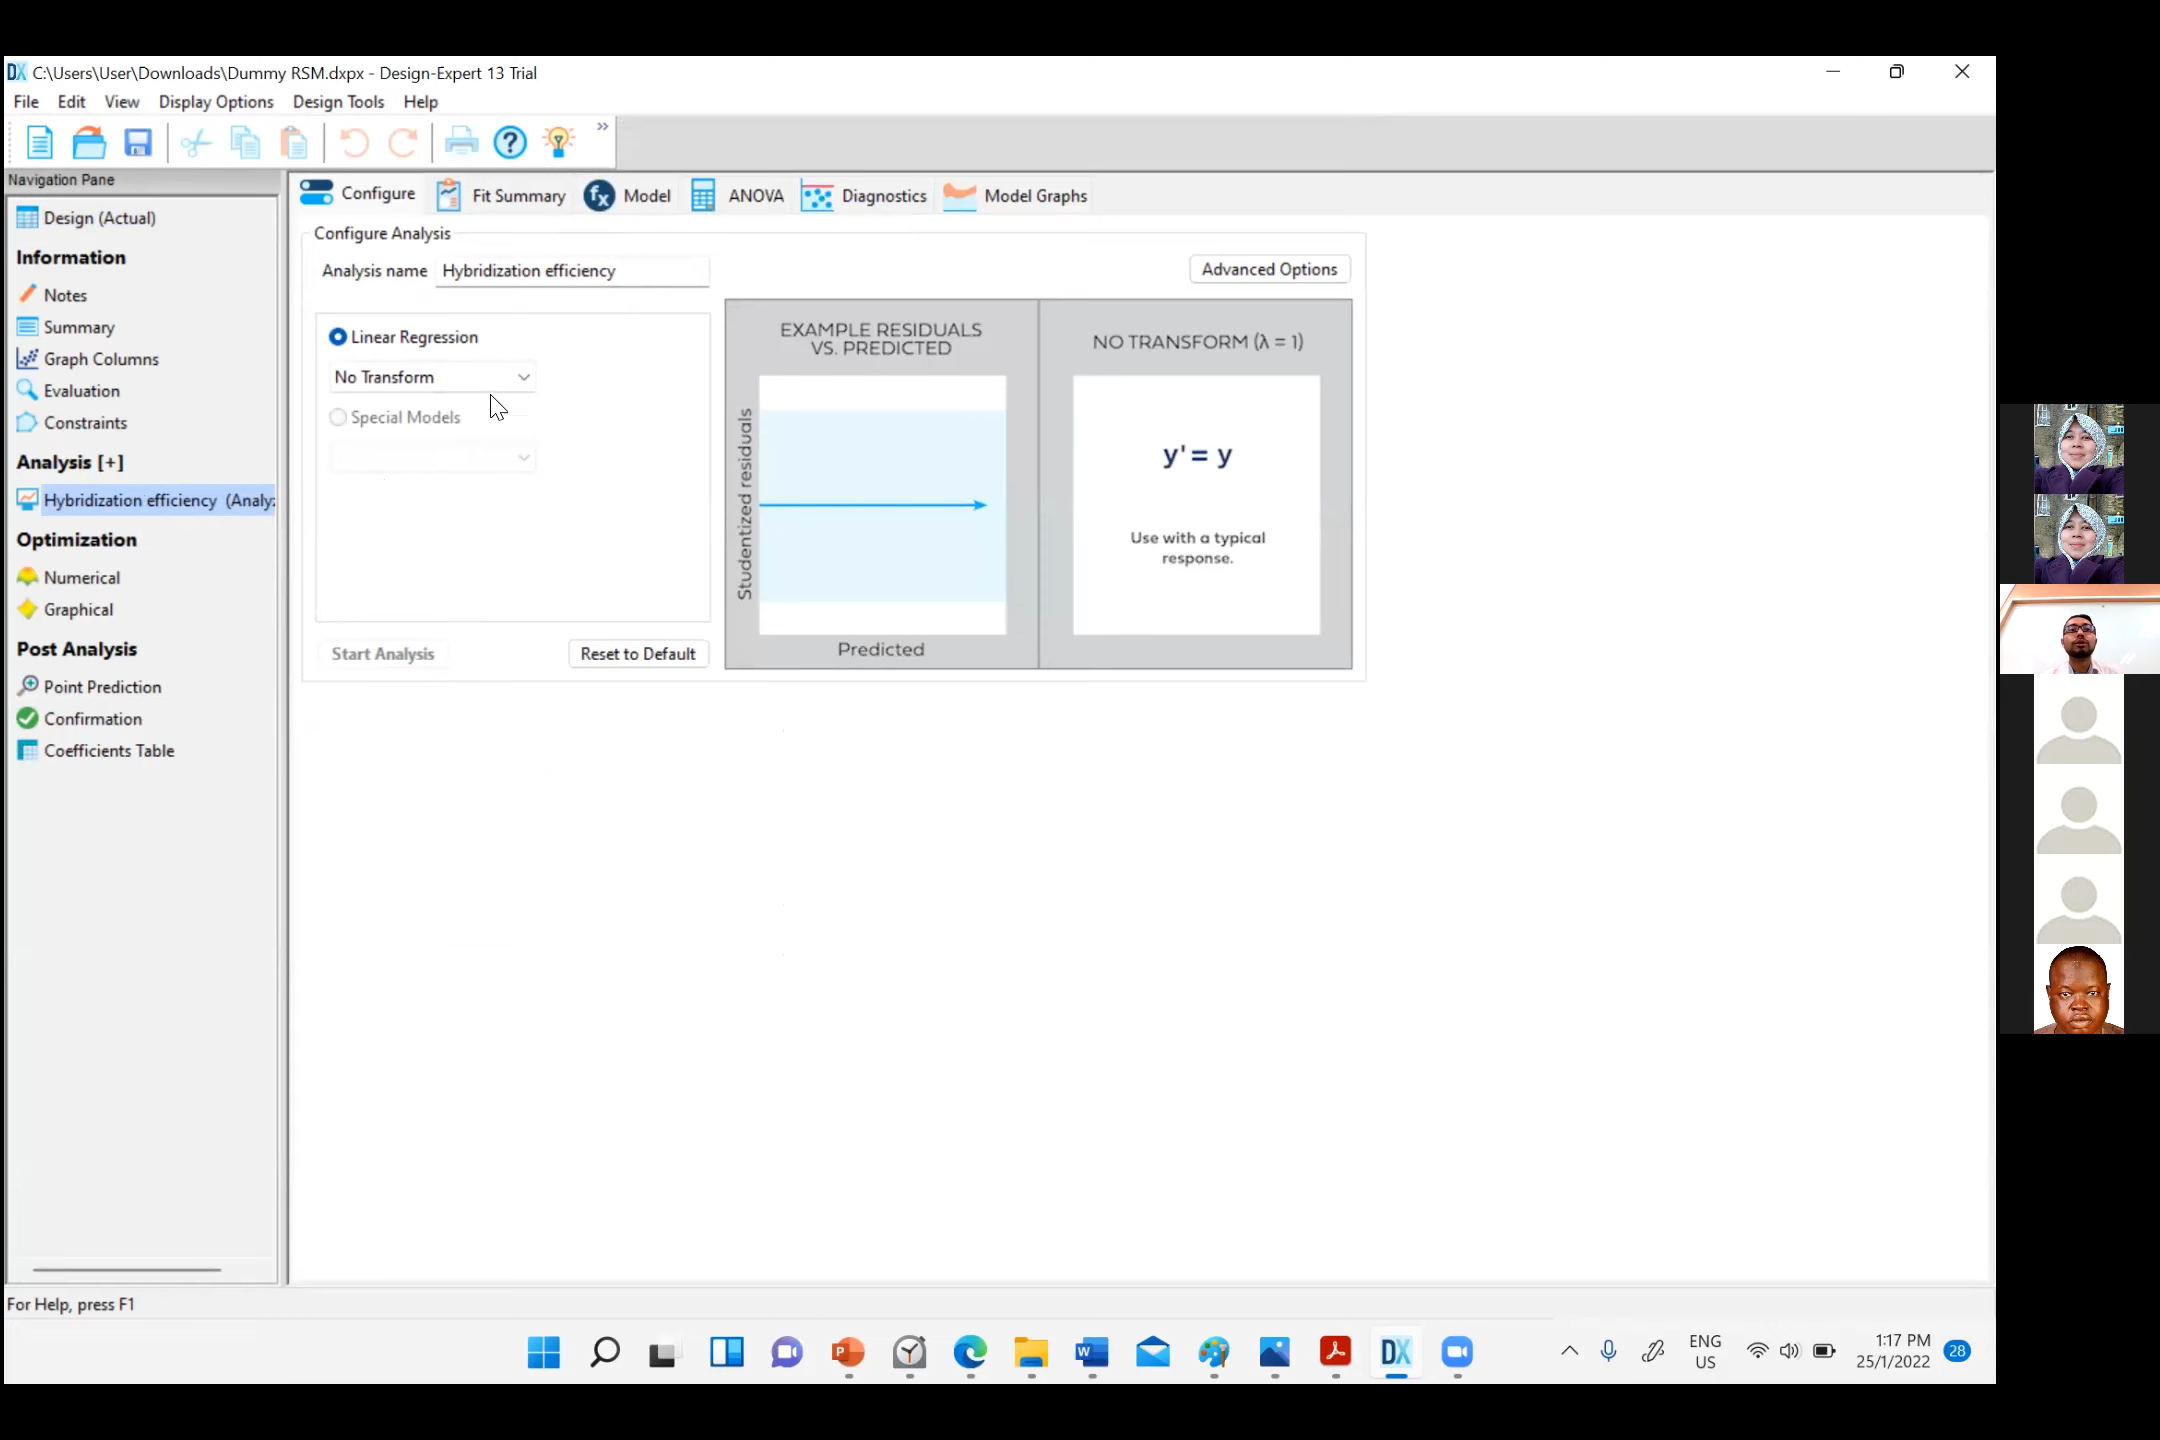 DX C:\Users\User\Downloads\Dummy RSM.dxpx - Design-Expert 13 Trial
File Edit View Display Options Design Tools Help
Navigation Pane
Design (Actual)
Information
Notes
Summary
Graph Columns
Evaluation
Constraints
Analysis [+]
Hybridization efficiency (Analyz
Optimization
Numerical
Graphical
Post Analysis
Point Prediction
Confirmation
Coefficients Table
Configure Fit Summary fx Model ANOVA Diagnostics Model Graphs
Configure Analysis
Analysis name Hybridization efficiency
Advanced Options
Linear Regression
No Transform
Special Models
Start Analysis Reset to Default
EXAMPLE RESIDUALS
VS. PREDICTED
Studentized residuals
Predicted
NO TRANSFORM (λ = 1)
y' = y
Use with a typical
response.
For Help, press F1
P
W
DX
ENG
US
1:17 PM
25/1/2022
28